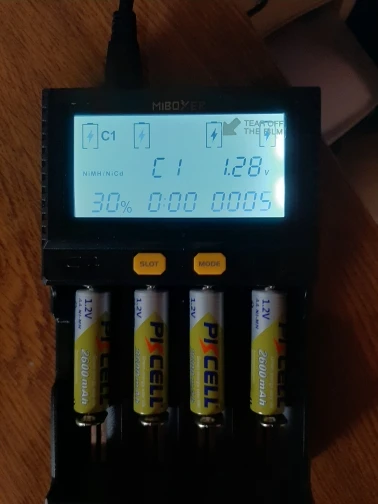 MIBOXER
C1
TEAR OFF
THE FILM
NiMH/NiCd
C1 1.28v
30% 0:00 0005
SLOT
MODE
1.2V
PKCELL
2600mAh
1.2V
PKCELL
1.2V
PKCELL
1.2V
PKCELL
2600mAh